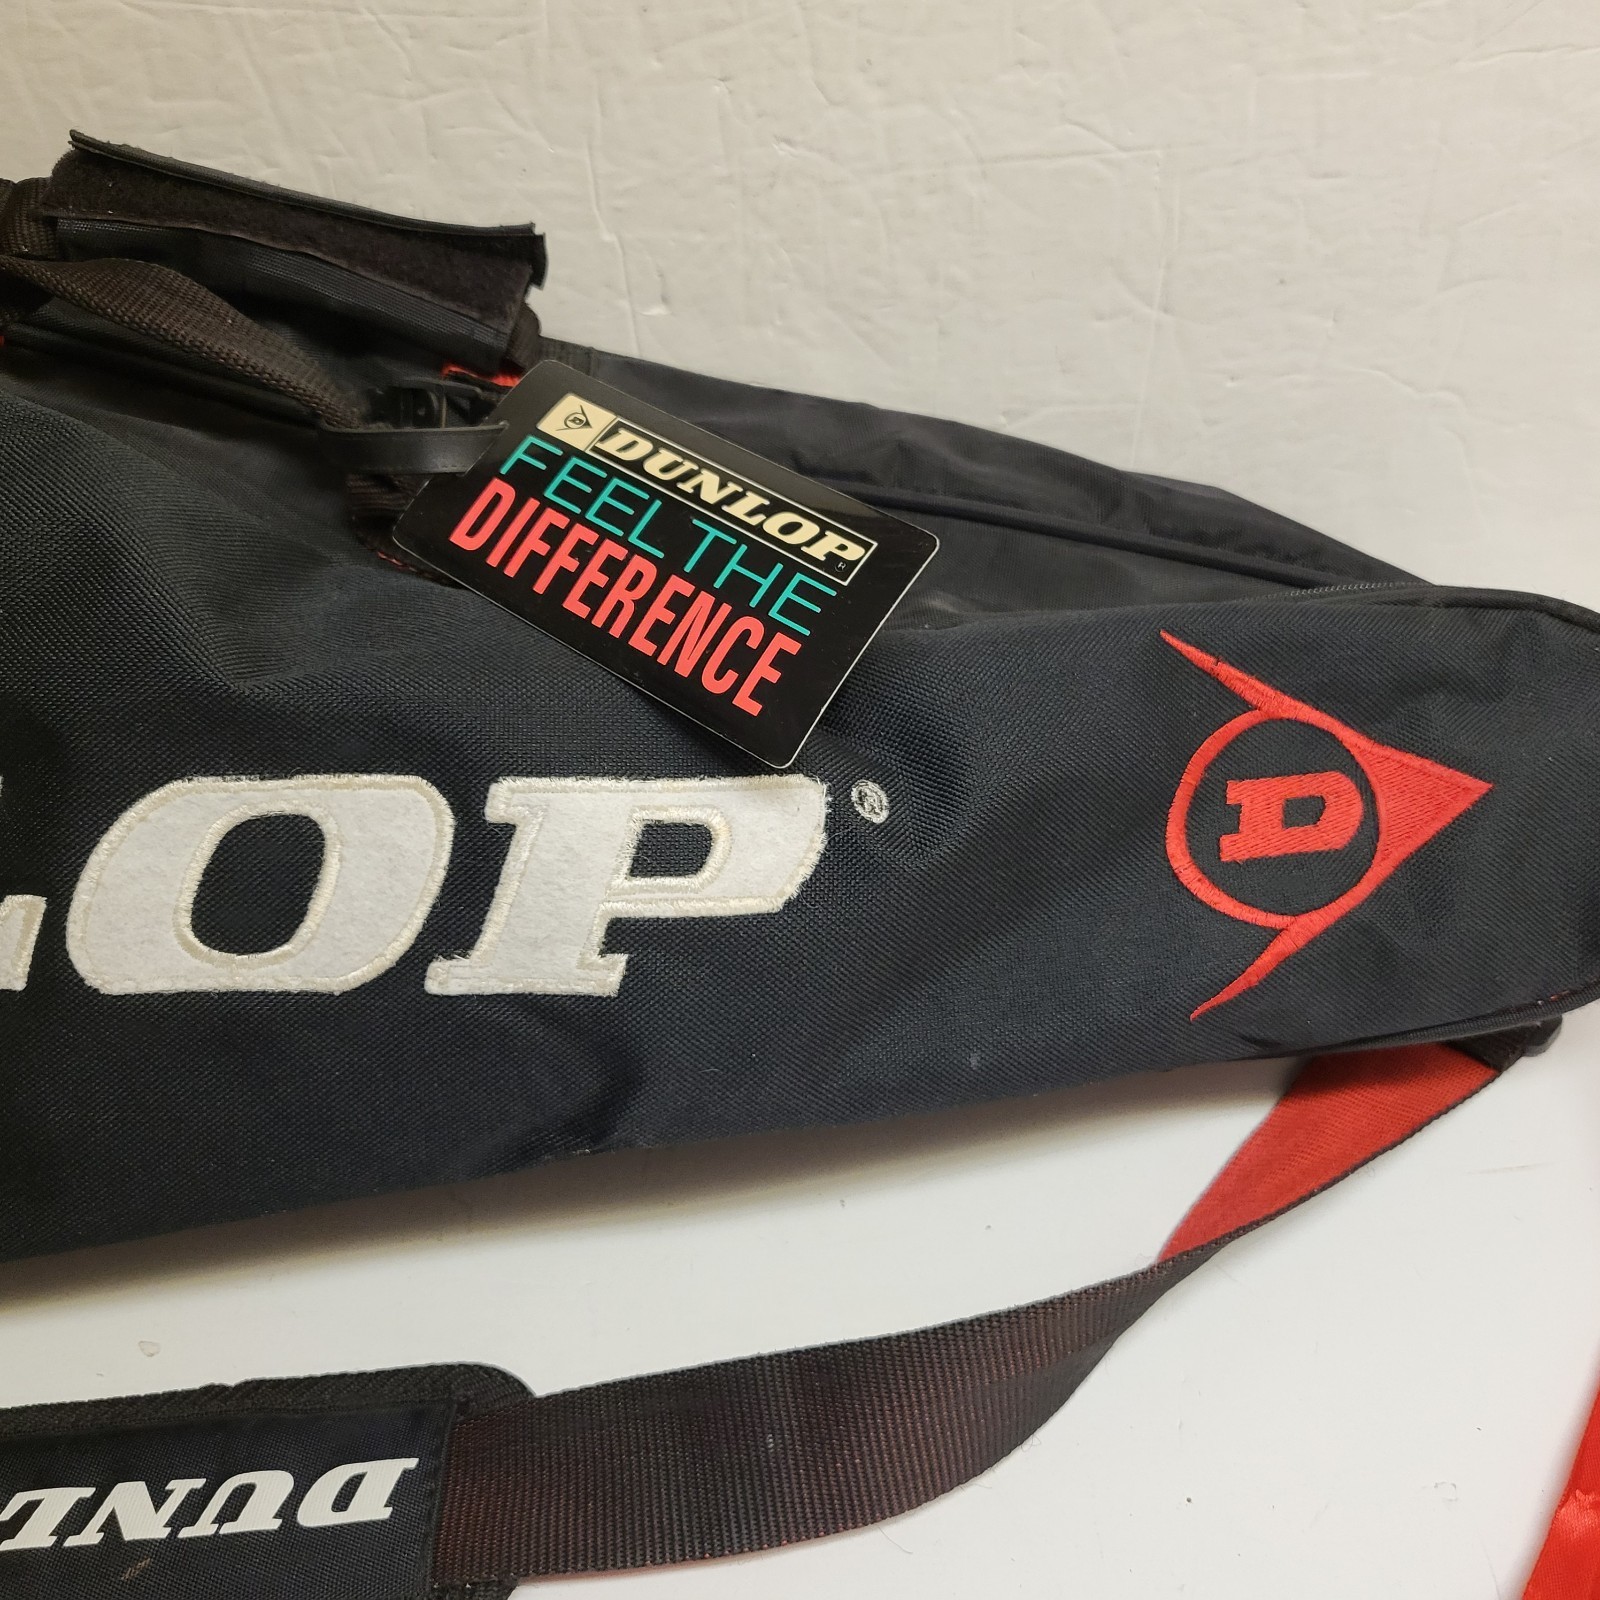 D DUNLOP®
FEEL THE
DIFFERENCE
LOP®
D
DUNL